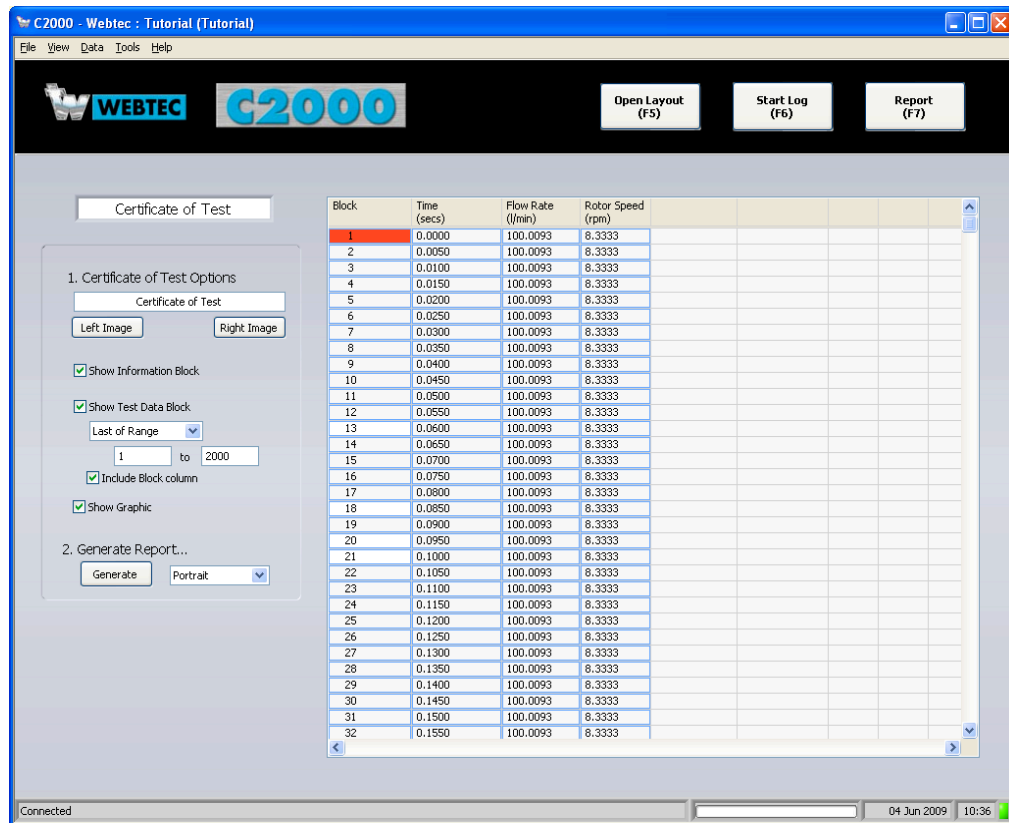 C2000 - Webtec : Tutorial (Tutorial)
File View Data Tools Help
WEBTEC C2000
Open Layout (F5)
Start Log (F6)
Report (F7)
Certificate of Test
1. Certificate of Test Options
Certificate of Test
Left Image Right Image
Show Information Block
Show Test Data Block
Last of Range
1 to 2000
Include Block column
Show Graphic
2. Generate Report...
Generate Portrait
Block Time (secs) Flow Rate (l/min) Rotor Speed (rpm)
1 0.0000 100.0093 8.3333
2 0.0050 100.0093 8.3333
3 0.0100 100.0093 8.3333
4 0.0150 100.0093 8.3333
5 0.0200 100.0093 8.3333
6 0.0250 100.0093 8.3333
7 0.0300 100.0093 8.3333
8 0.0350 100.0093 8.3333
9 0.0400 100.0093 8.3333
10 0.0450 100.0093 8.3333
11 0.0500 100.0093 8.3333
12 0.0550 100.0093 8.3333
13 0.0600 100.0093 8.3333
14 0.0650 100.0093 8.3333
15 0.0700 100.0093 8.3333
16 0.0750 100.0093 8.3333
17 0.0800 100.0093 8.3333
18 0.0850 100.0093 8.3333
19 0.0900 100.0093 8.3333
20 0.0950 100.0093 8.3333
21 0.1000 100.0093 8.3333
22 0.1050 100.0093 8.3333
23 0.1100 100.0093 8.3333
24 0.1150 100.0093 8.3333
25 0.1200 100.0093 8.3333
26 0.1250 100.0093 8.3333
27 0.1300 100.0093 8.3333
28 0.1350 100.0093 8.3333
29 0.1400 100.0093 8.3333
30 0.1450 100.0093 8.3333
31 0.1500 100.0093 8.3333
32 0.1550 100.0093 8.3333
Connected 04 Jun 2009 10:36